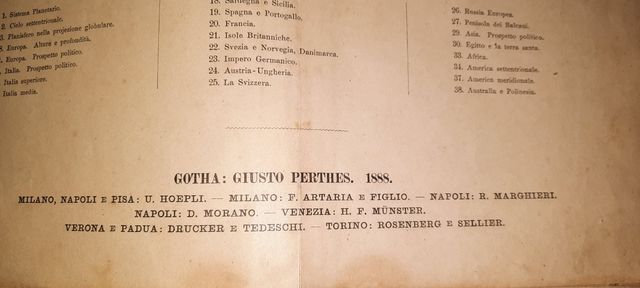 1. Sistema Planetario.
2. Cielo settentrionale.
3. Planisfero nella projezione globulare.
8. Europa. Alture e profondità.
Europa. Prospetto politico.
Italia. Prospetto politico.
Italia superiore.
Italia media.
18. Sardegna e Sicilia.
19. Spagna e Portogallo.
20. Francia.
21. Isole Britanniche.
22. Svezia e Norvegia, Danimarca.
23. Impero Germanico.
24. Austria-Ungheria.
25. La Svizzera.
26. Russia Europea.
27. Penisola dei Balcani.
29. Asia. Prospetto politico.
30. Egitto e la terra santa.
33. Africa.
34. America settentrionale.
37. America meridionale.
38. Australia e Polinesia.
GOTHA: GIUSTO PERTHES. 1888.
MILANO, NAPOLI E PISA: U. HOEPLI. — MILANO: F. ARTARIA E FIGLIO. — NAPOLI: R. MARGHIERI.
NAPOLI: D. MORANO. — VENEZIA: H. F. MÜNSTER.
VERONA E PADUA: DRUCKER E TEDESCHI. — TORINO: ROSENBERG E SELLIER.